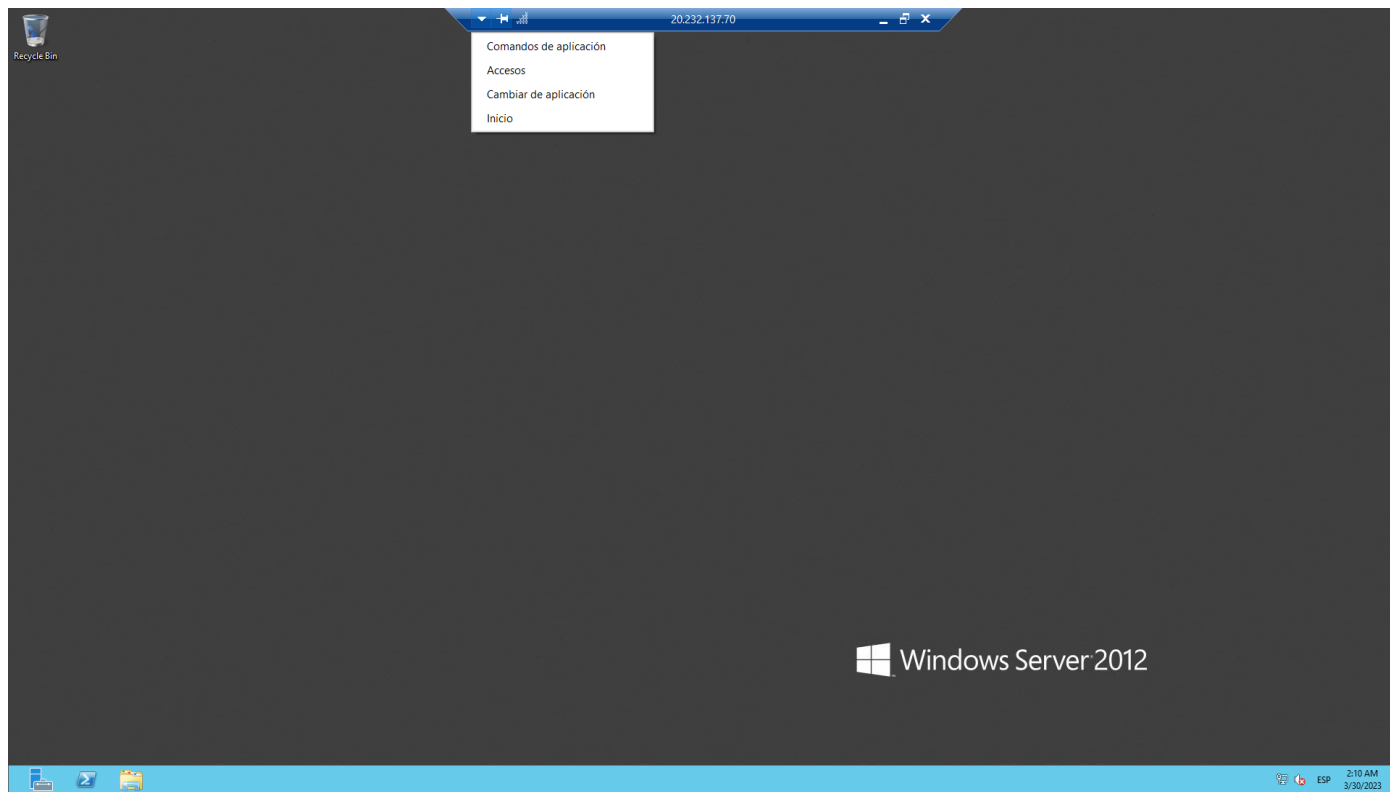 20.232.137.70
Comandos de aplicación
Accesos
Cambiar de aplicación
Inicio
Recycle Bin
Windows Server 2012
ESP
2:10 AM
3/30/2023